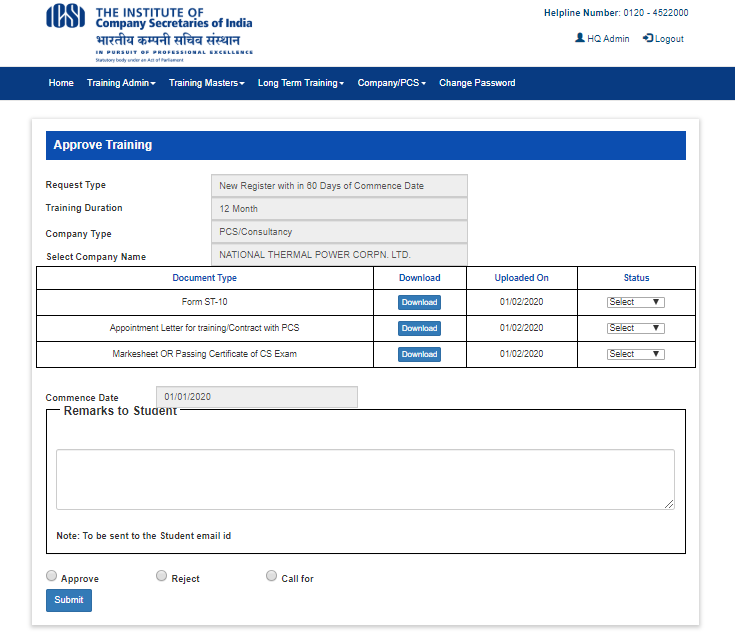 ICSI THE INSTITUTE OF
Company Secretaries of India
भारतीय कम्पनी सचिव संस्थान
IN PURSUIT OF PROFESSIONAL EXCELLENCE
Statutory body under an Act of Parliament
Helpline Number: 0120 - 4522000
HQ Admin Logout
Home Training Admin Training Masters Long Term Training Company/PCS Change Password
Approve Training
Request Type New Register with in 60 Days of Commence Date
Training Duration 12 Month
Company Type PCS/Consultancy
Select Company Name NATIONAL THERMAL POWER CORPN. LTD.
Document Type Download Uploaded On Status
Form ST-10 Download 01/02/2020 Select
Appointment Letter for training/Contract with PCS Download 01/02/2020 Select
Markesheet OR Passing Certificate of CS Exam Download 01/02/2020 Select
Commence Date 01/01/2020
Remarks to Student
Note: To be sent to the Student email id
Approve Reject Call for
Submit